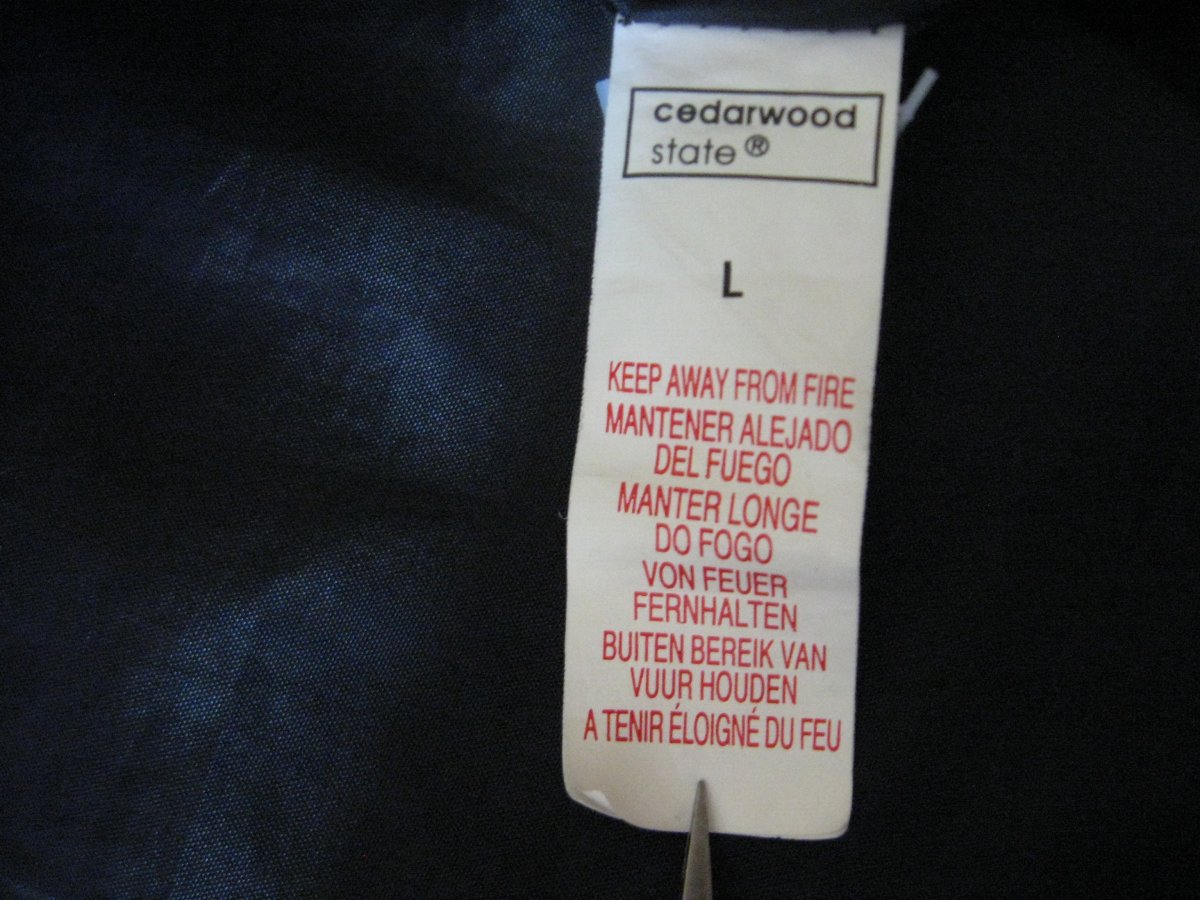 cedarwood
state®
L
KEEP AWAY FROM FIRE
MANTENER ALEJADO
DEL FUEGO
MANTER LONGE
DO FOGO
VON FEUER
FERNHALTEN
BUITEN BEREIK VAN
VUUR HOUDEN
A TENIR ÉLOIGNÉ DU FEU